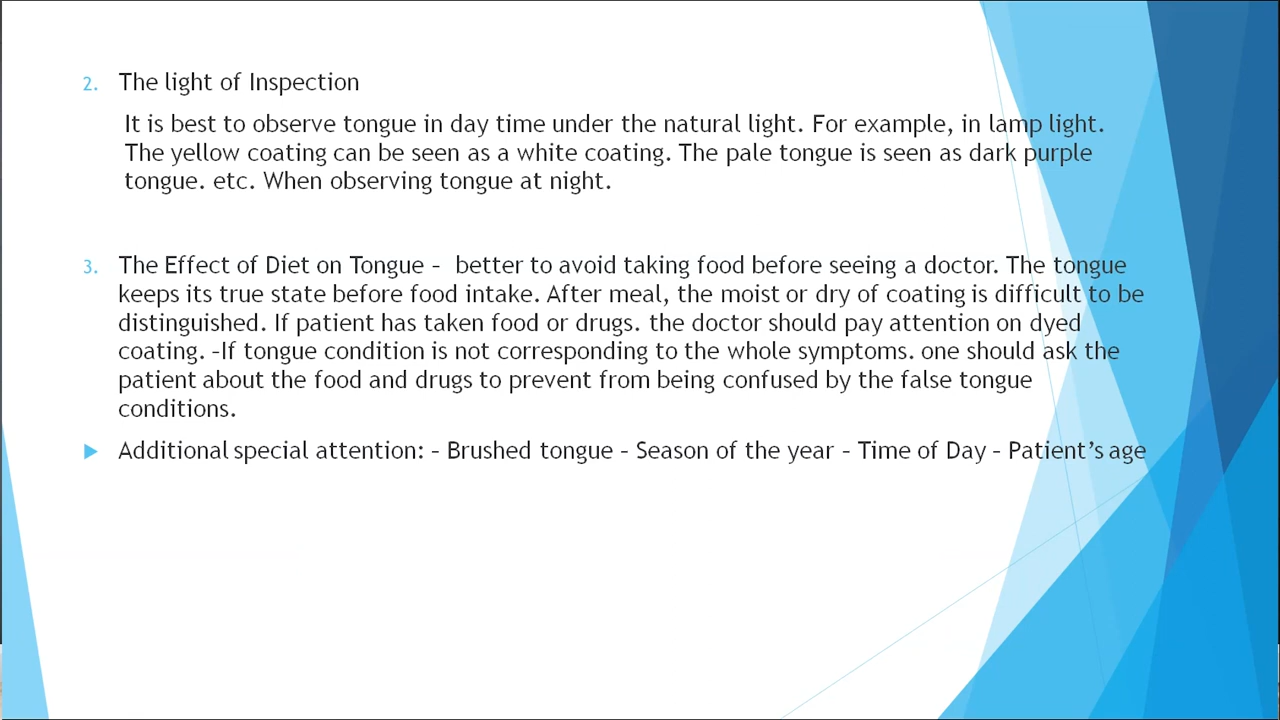 2. The light of Inspection
It is best to observe tongue in day time under the natural light. For example, in lamp light.
The yellow coating can be seen as a white coating. The pale tongue is seen as dark purple
tongue. etc. When observing tongue at night.
3. The Effect of Diet on Tongue – better to avoid taking food before seeing a doctor. The tongue
keeps its true state before food intake. After meal, the moist or dry of coating is difficult to be
distinguished. If patient has taken food or drugs. the doctor should pay attention on dyed
coating. –If tongue condition is not corresponding to the whole symptoms. one should ask the
patient about the food and drugs to prevent from being confused by the false tongue
conditions.
Additional special attention: – Brushed tongue – Season of the year – Time of Day – Patient’s age